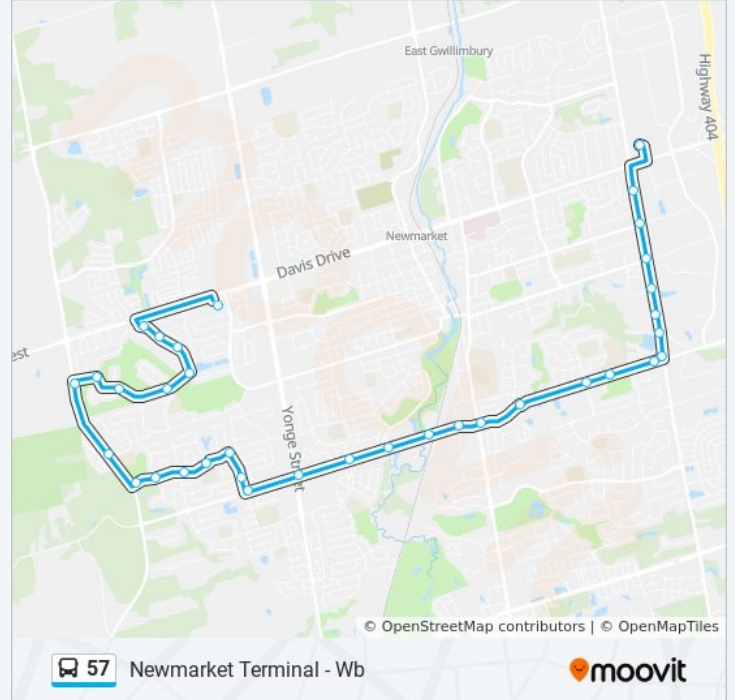 East Gwillimbury
Highway 404
Newmarket
Davis Drive
est
Yonge Street
© OpenStreetMap contributors | © OpenMapTiles
57 Newmarket Terminal - Wb
moovit